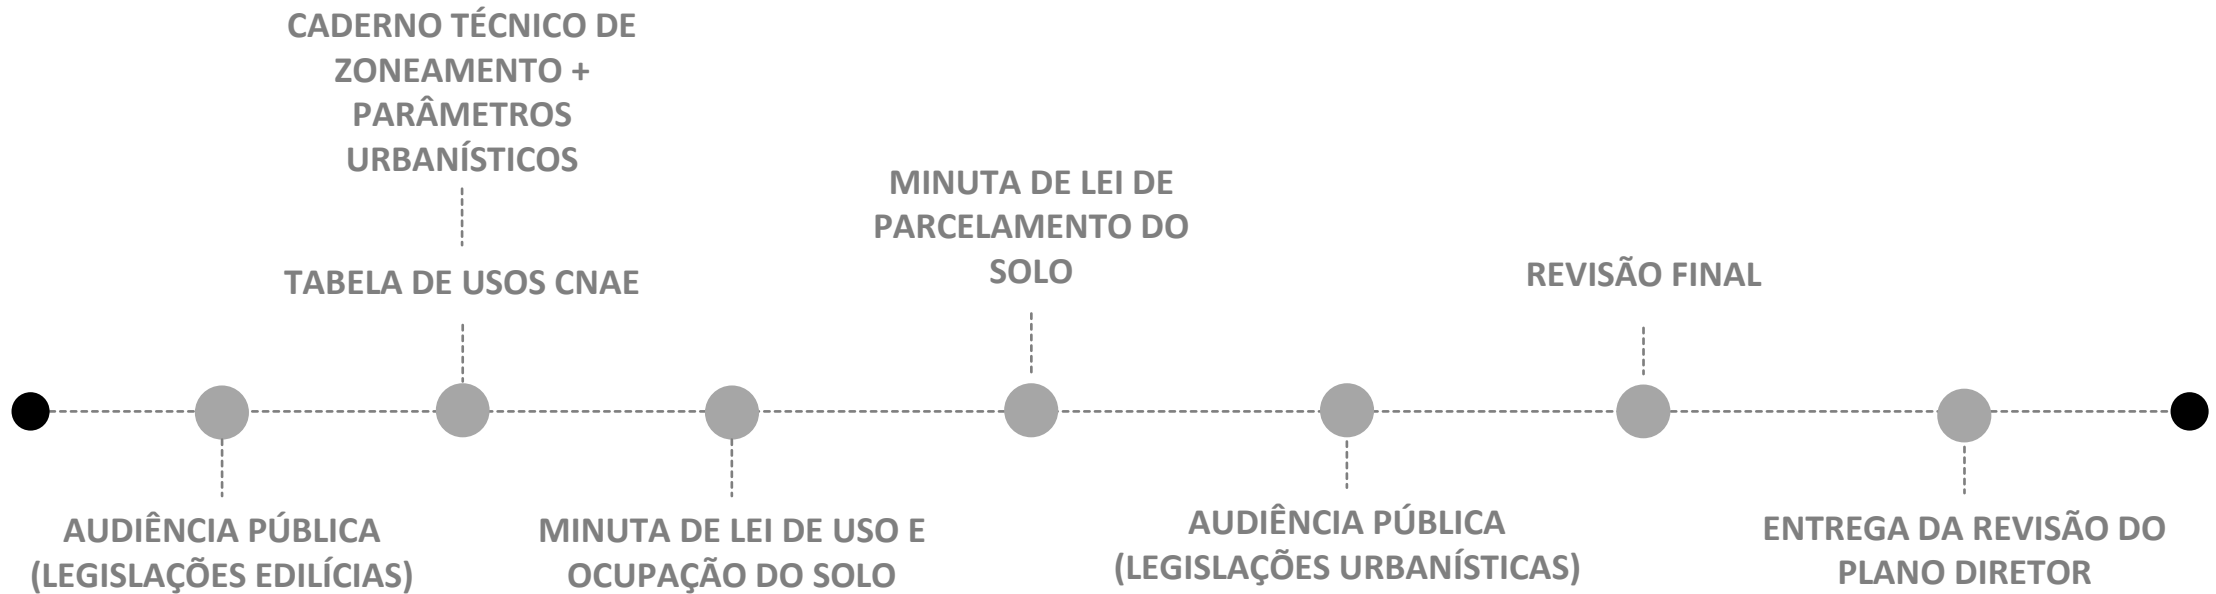 CADERNO TÉCNICO DE
ZONEAMENTO +
PARÂMETROS
URBANÍSTICOS
TABELA DE USOS CNAE
MINUTA DE LEI DE
PARCELAMENTO DO
SOLO
REVISÃO FINAL
AUDIÊNCIA PÚBLICA
(LEGISLAÇÕES EDILÍCIAS)
MINUTA DE LEI DE USO E
OCUPAÇÃO DO SOLO
AUDIÊNCIA PÚBLICA
(LEGISLAÇÕES URBANÍSTICAS)
ENTREGA DA REVISÃO DO
PLANO DIRETOR